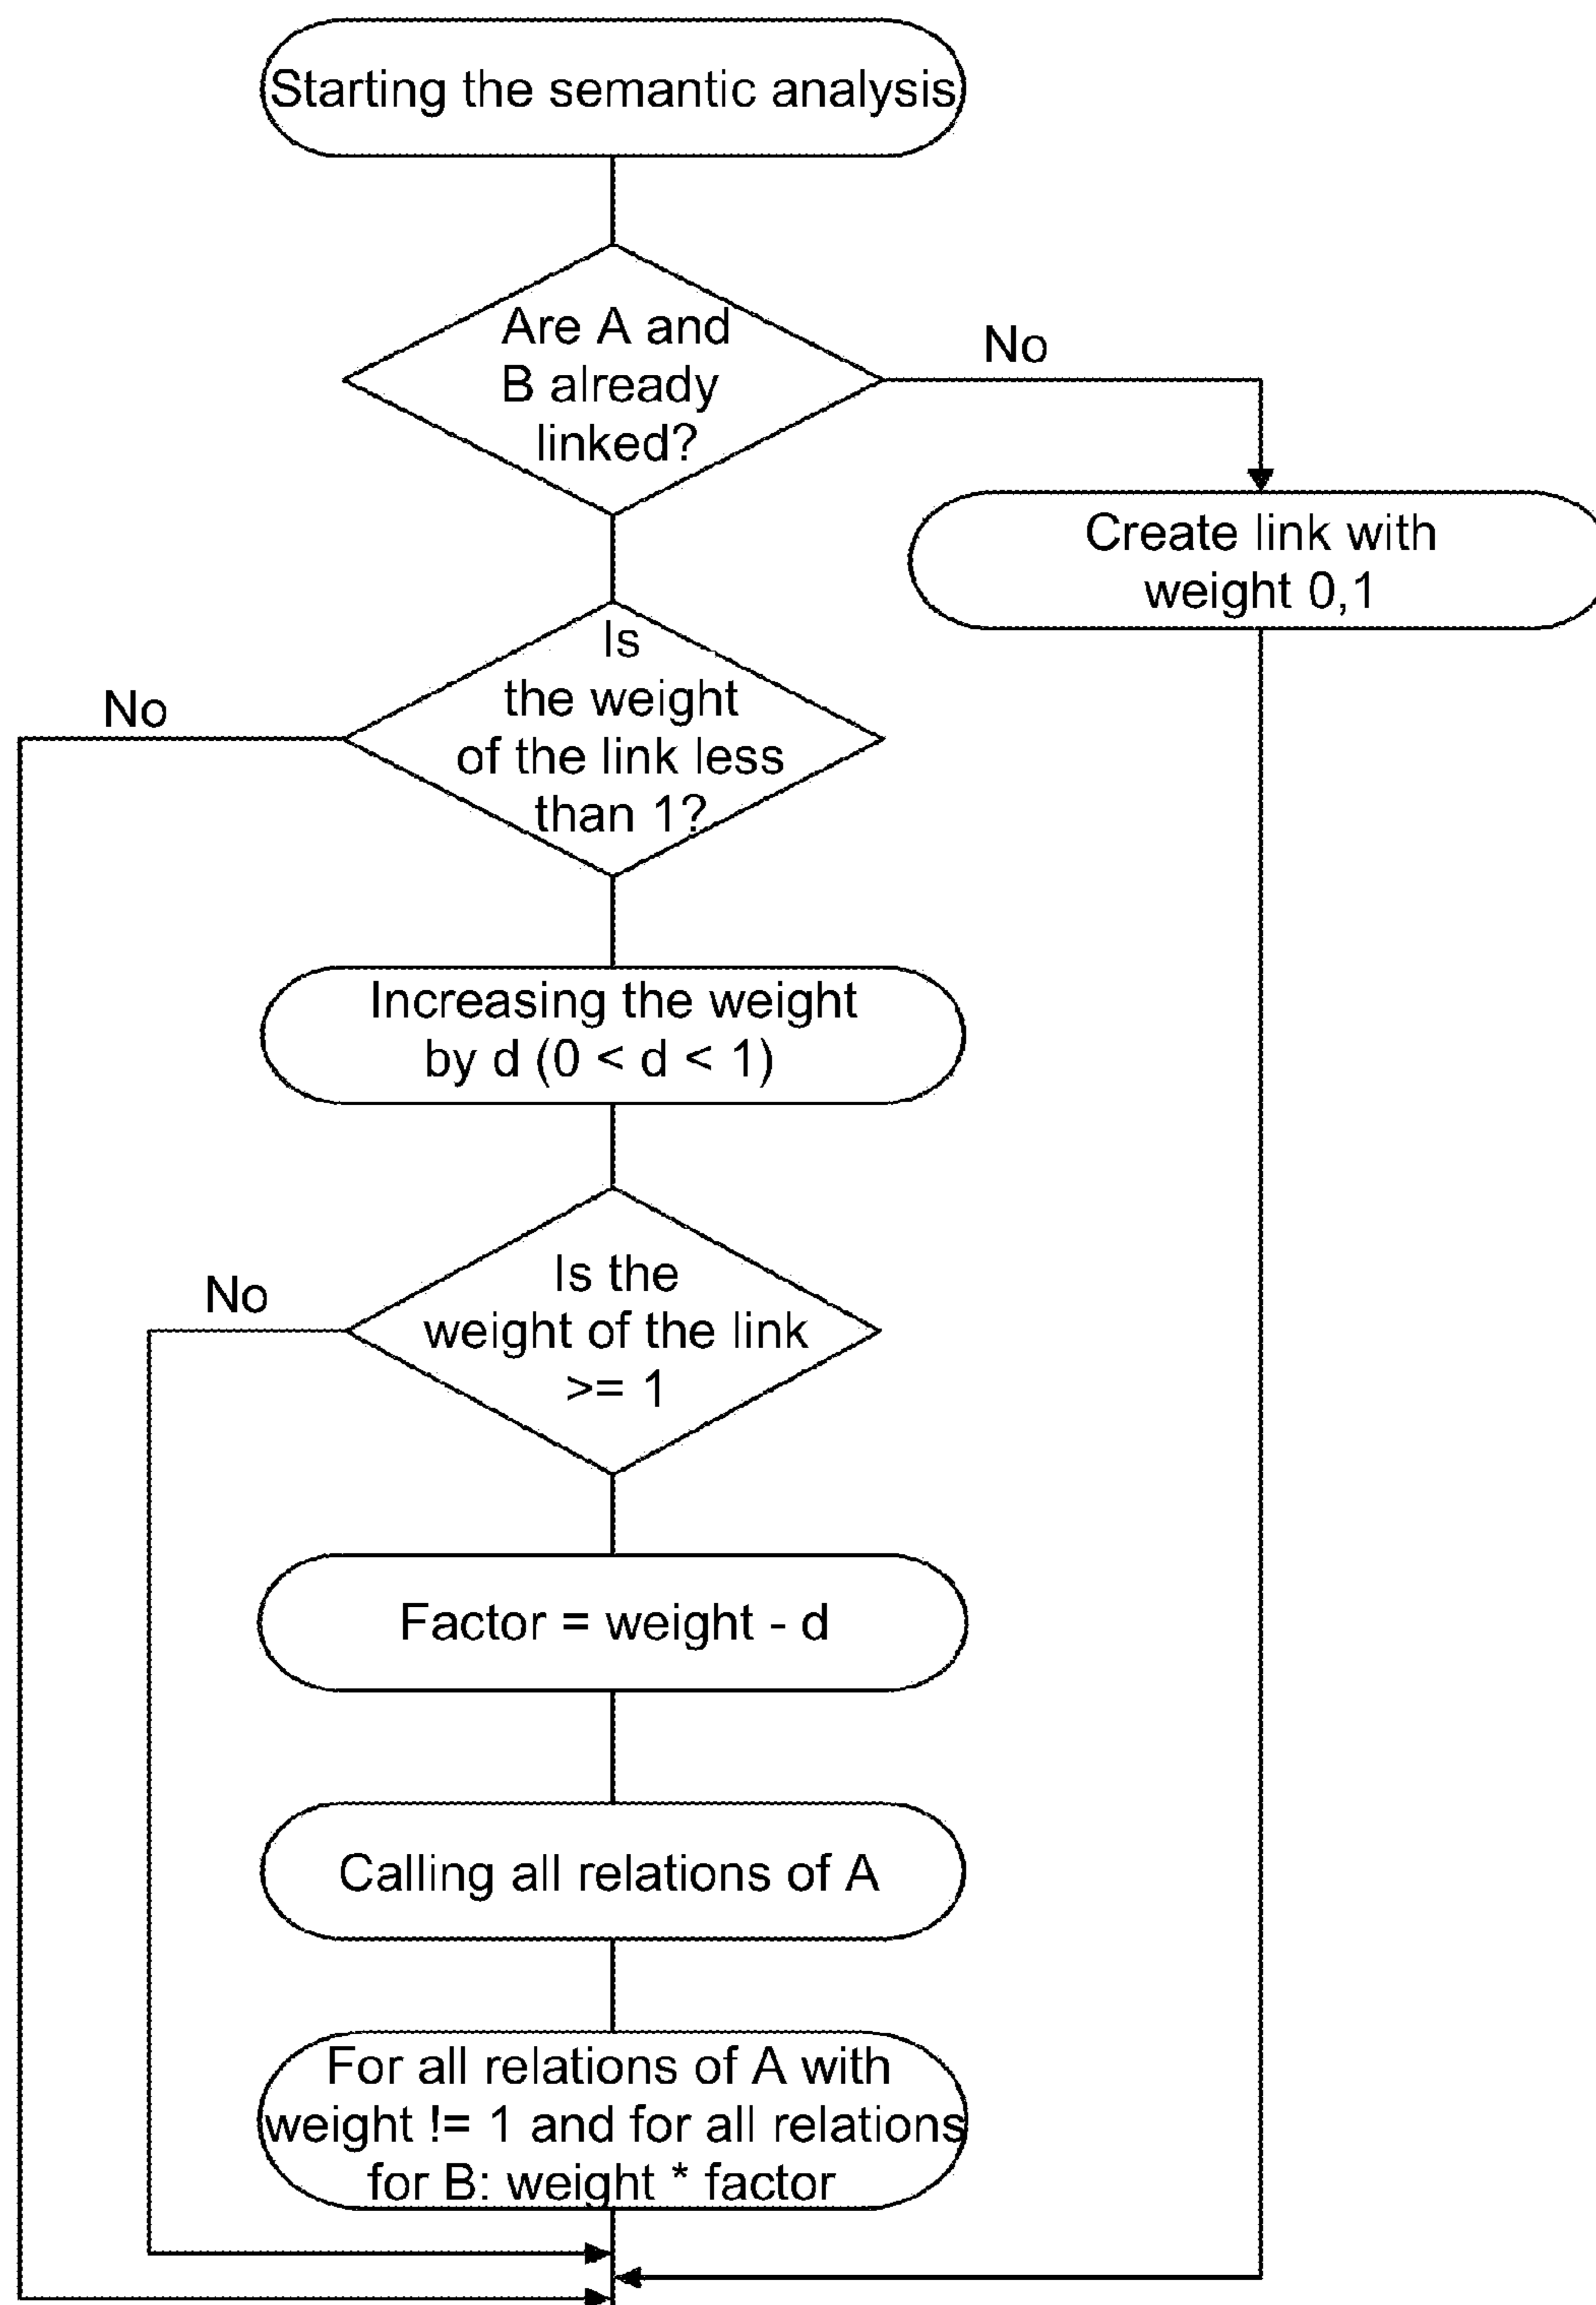 Starting the semantic analysis
Are A and
B already
linked?
No
Create link with
weight 0,1
Is
the weight
of the link less
than 1?
No
Increasing the weight
by d (0 < d < 1)
Is the
weight of the link
>= 1
No
Factor = weight - d
Calling all relations of A
For all relations of A with
weight != 1 and for all relations
for B: weight * factor